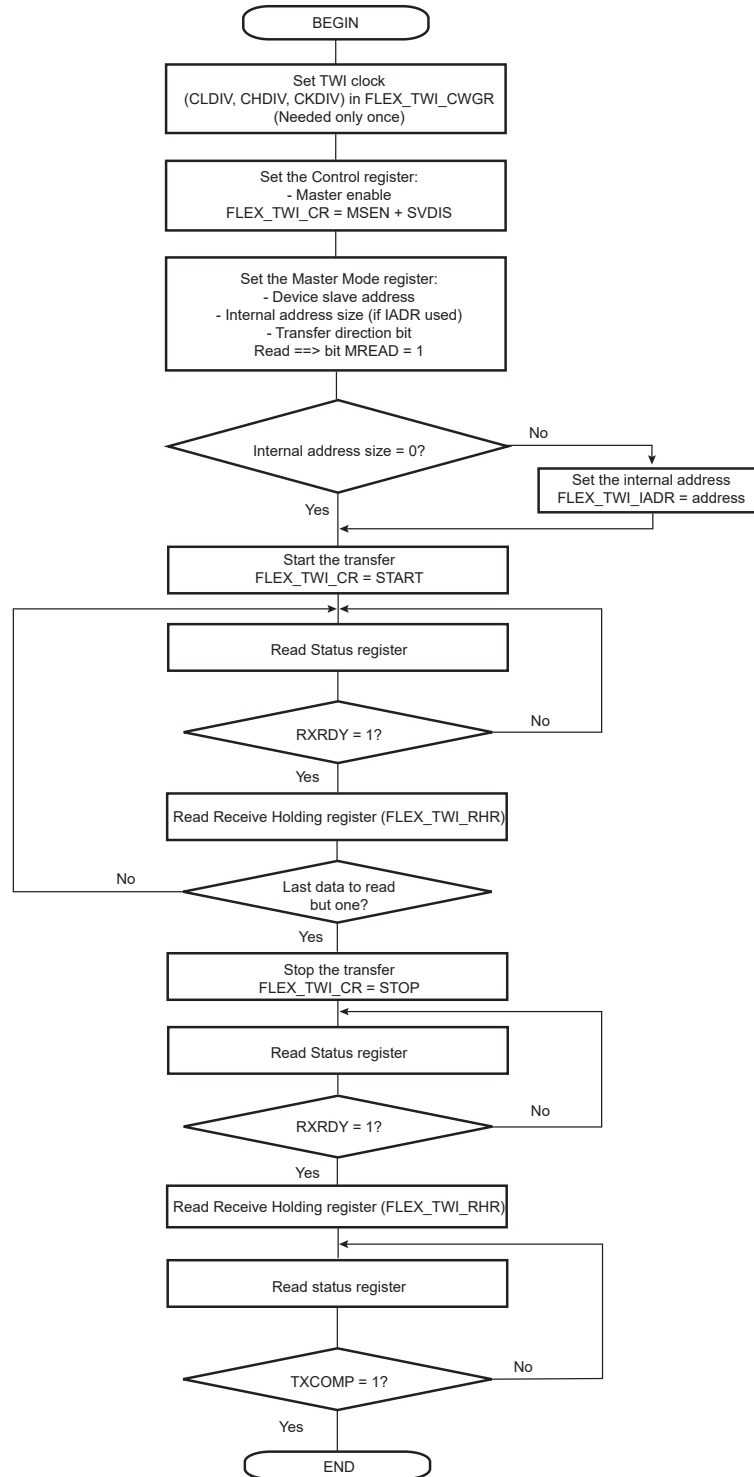 BEGIN
Set TWI clock
(CLDIV, CHDIV, CKDIV) in FLEX_TWI_CWGR
(Needed only once)
Set the Control register:
- Master enable
FLEX_TWI_CR = MSEN + SVDIS
Set the Master Mode register:
- Device slave address
- Internal address size (if IADR used)
- Transfer direction bit
Read ==> bit MREAD = 1
Internal address size = 0?
No
Set the internal address
FLEX_TWI_IADR = address
Yes
Start the transfer
FLEX_TWI_CR = START
Read Status register
RXRDY = 1?
No
Yes
Read Receive Holding register (FLEX_TWI_RHR)
No
Last data to read
but one?
Yes
Stop the transfer
FLEX_TWI_CR = STOP
Read Status register
RXRDY = 1?
No
Yes
Read Receive Holding register (FLEX_TWI_RHR)
Read status register
TXCOMP = 1?
No
Yes
END